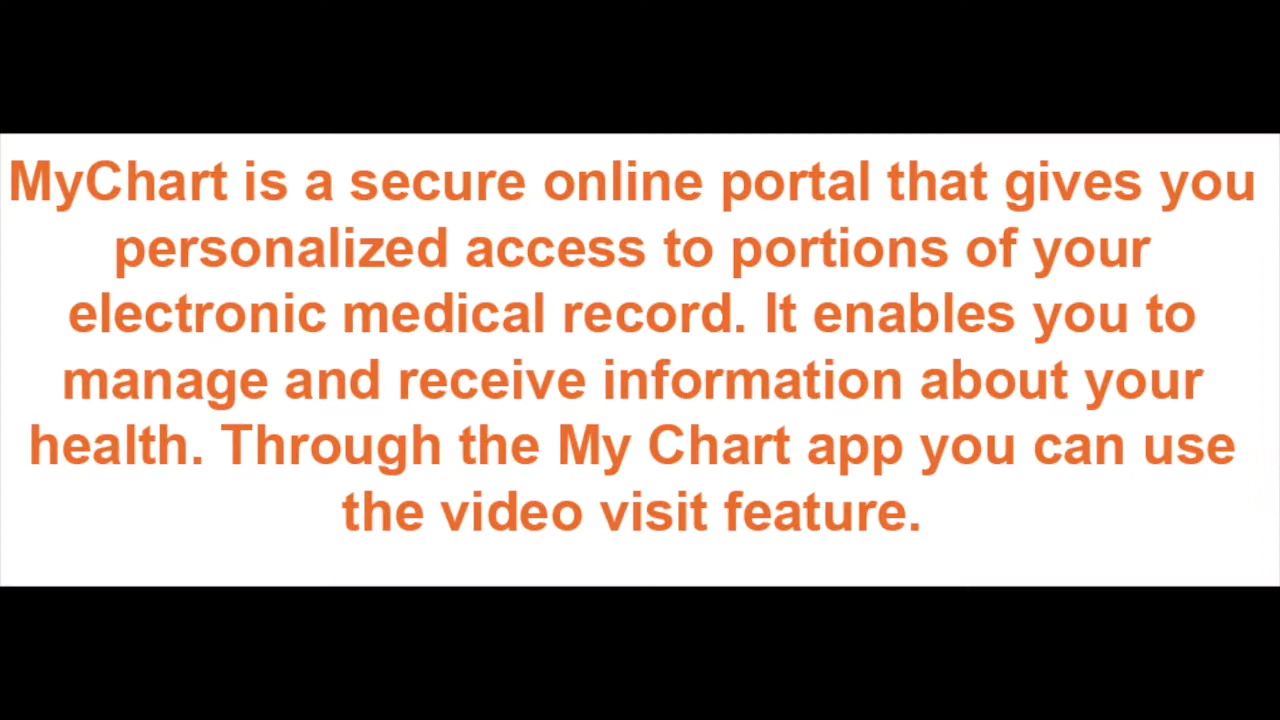 MyChart is a secure online portal that gives you
personalized access to portions of your
electronic medical record. It enables you to
manage and receive information about your
health. Through the My Chart app you can use
the video visit feature.